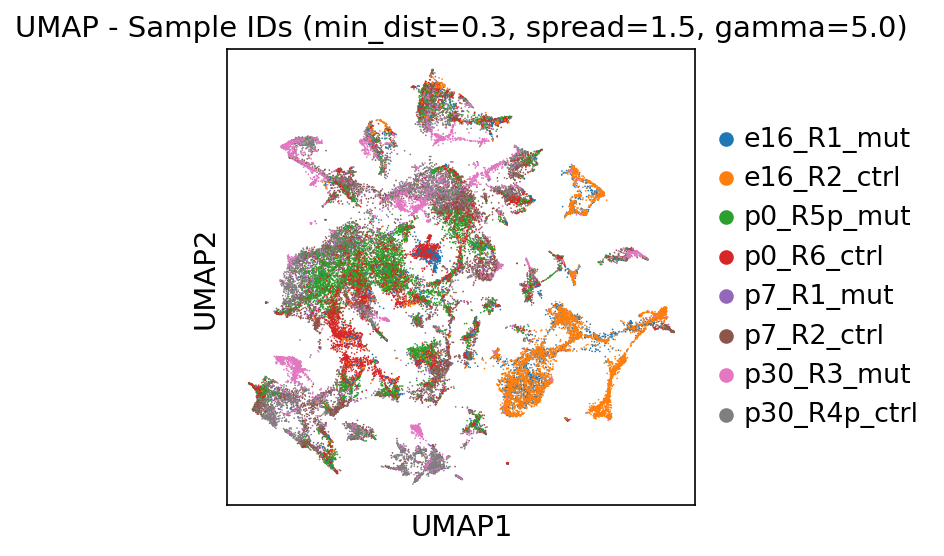 UMAP - Sample IDs (min_dist=0.3, spread=1.5, gamma=5.0)
UMAP2
e16_R1_mut
e16_R2_ctrl
p0_R5p_mut
p0_R6_ctrl
p7_R1_mut
p7_R2_ctrl
p30_R3_mut
p30_R4p_ctrl
UMAP1